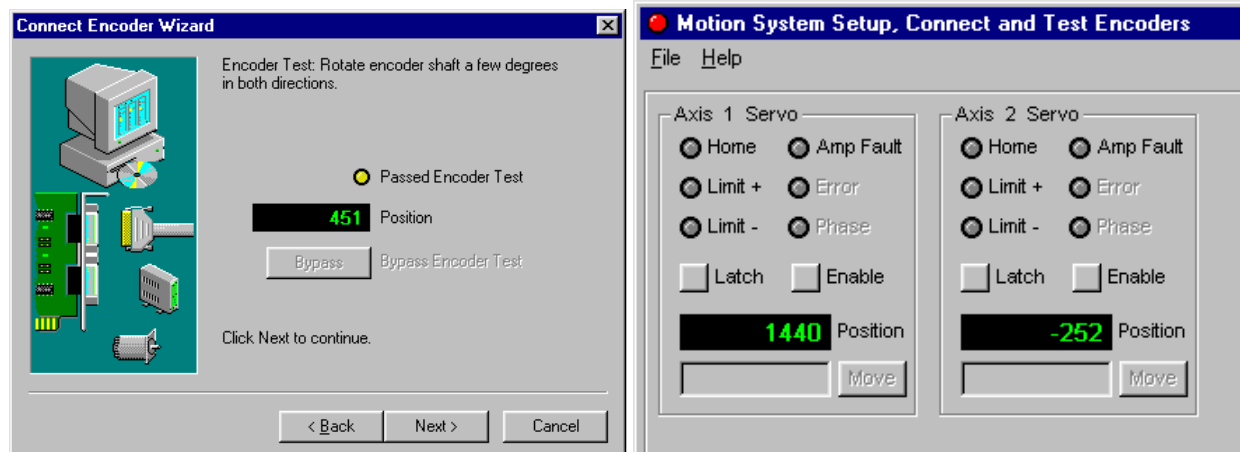 Connect Encoder Wizard
Encoder Test: Rotate encoder shaft a few degrees
in both directions.
Passed Encoder Test
451 Position
Bypass Bypass Encoder Test
Click Next to continue.
< Back Next > Cancel
Motion System Setup, Connect and Test Encoders
File Help
Axis 1 Servo
Home Amp Fault
Limit + Error
Limit - Phase
Latch Enable
1440 Position
Move
Axis 2 Servo
Home Amp Fault
Limit + Error
Limit - Phase
Latch Enable
-252 Position
Move